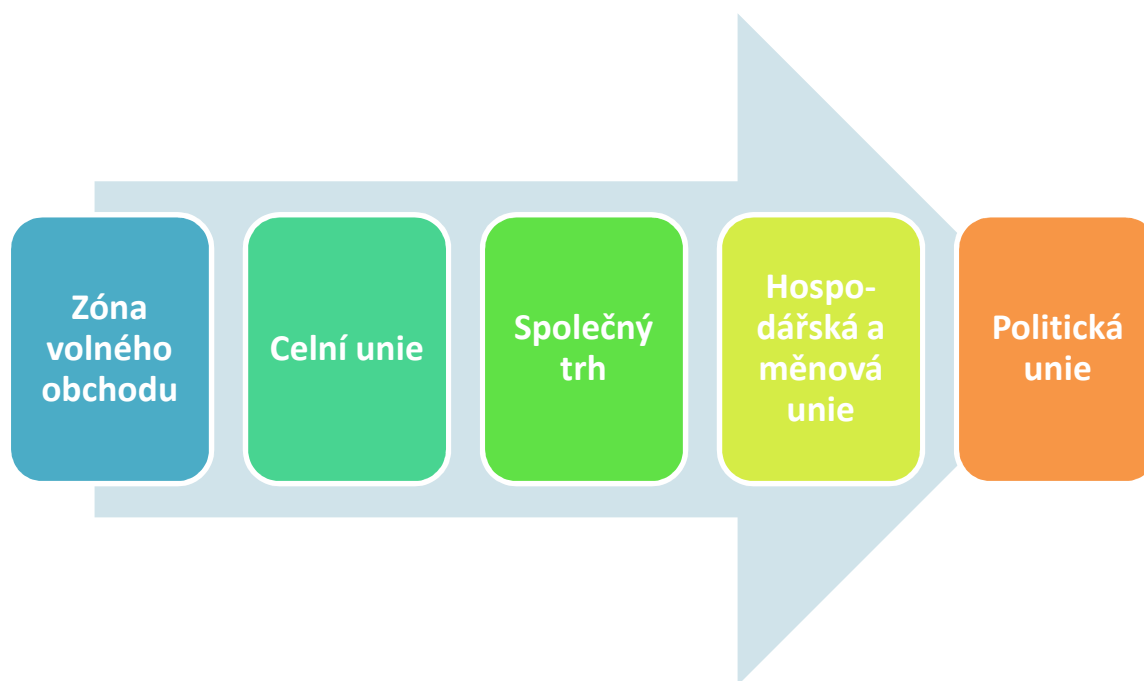 Zóna
volného
obchodu
Celní unie
Společný
trh
Hospo-
dářská a
měnová
unie
Politická
unie